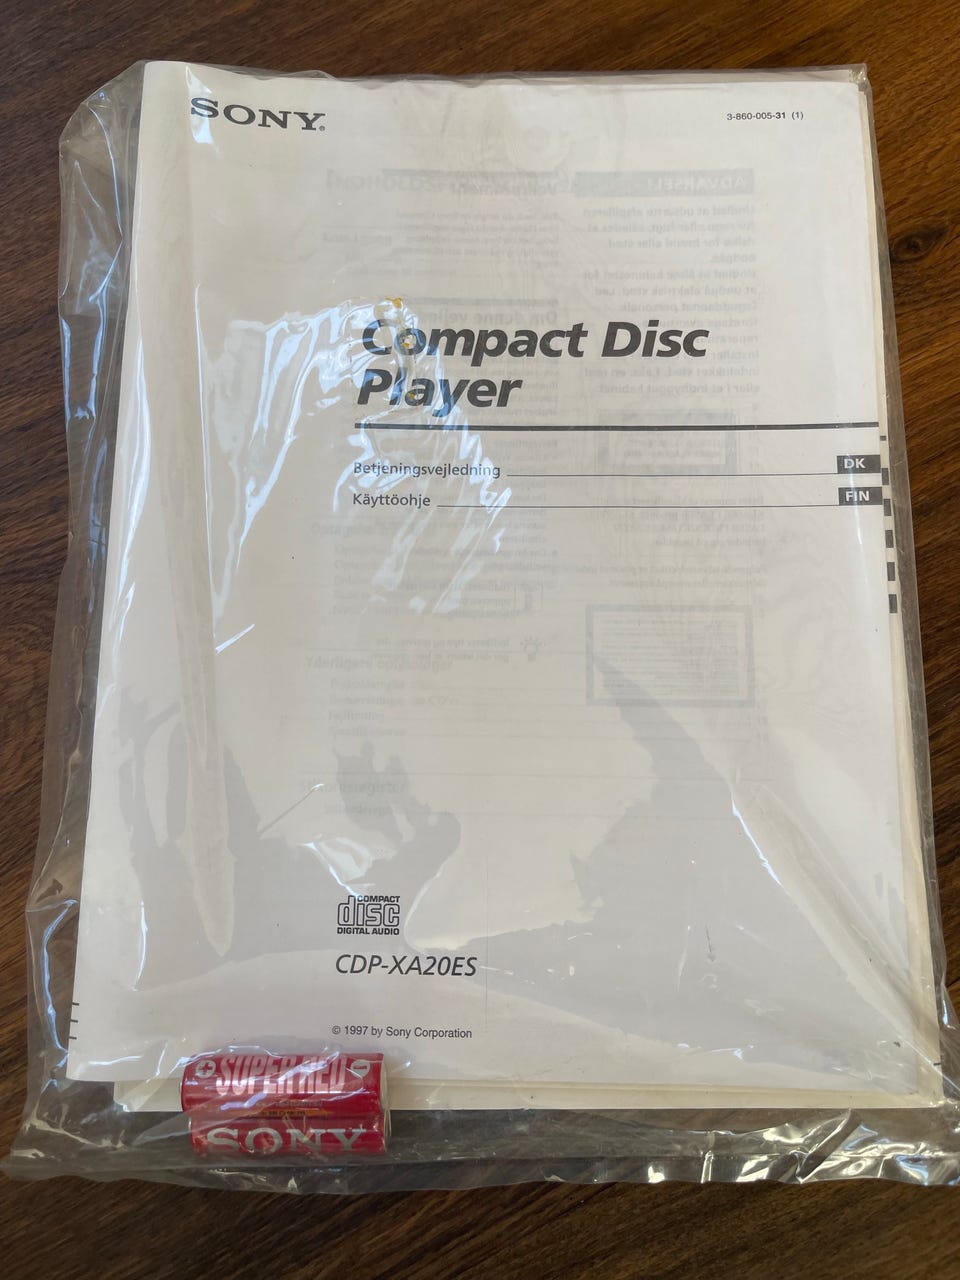 SONY®
3-860-005-31 (1)
Compact Disc
Player
Betjeningsvejledning
DK
Käyttöohje
FIN
COMPACT
disc
DIGITAL AUDIO
CDP-XA20ES
© 1997 by Sony Corporation
+ SUPER RED -
SONY